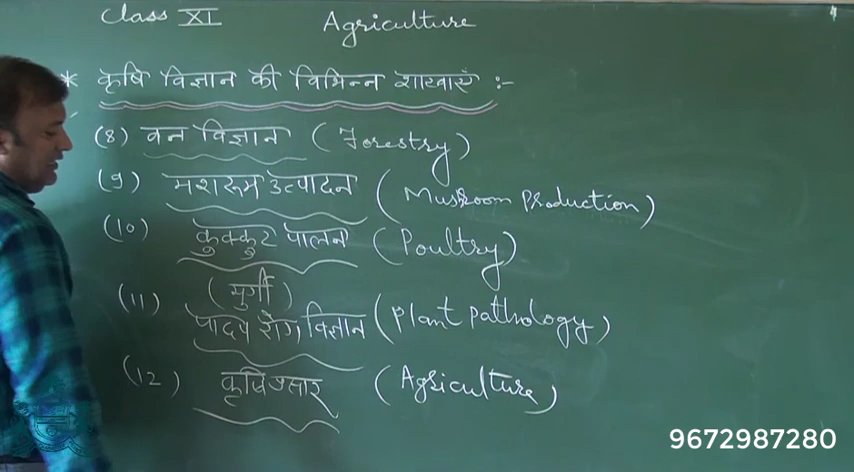 Class XI Agriculture
* कृषि विज्ञान की विभिन्न शाखाएं :-
(8) वन विज्ञान (Forestry)
(9) मशरूम उत्पादन (Mushroom Production)
(10) कुक्कुट पालन (Poultry)
(मुर्गी)
(11) पादप रोग विज्ञान (Plant pathology)
(12) कृषि प्रसार (Agriculture)
9672987280